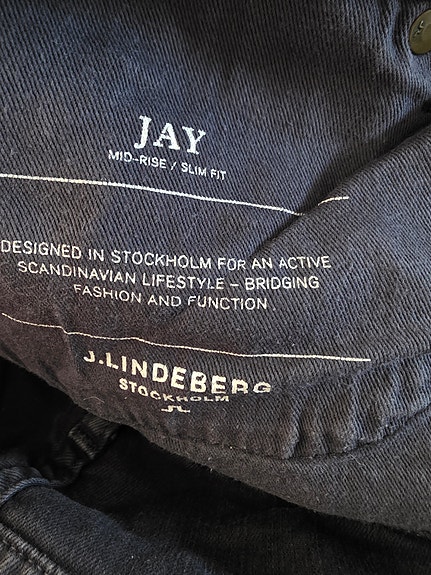 JAY
MID-RISE / SLIM FIT
DESIGNED IN STOCKHOLM FOR AN ACTIVE
SCANDINAVIAN LIFESTYLE – BRIDGING
FASHION AND FUNCTION
J.LINDEBERG
STOCKHOLM
JL